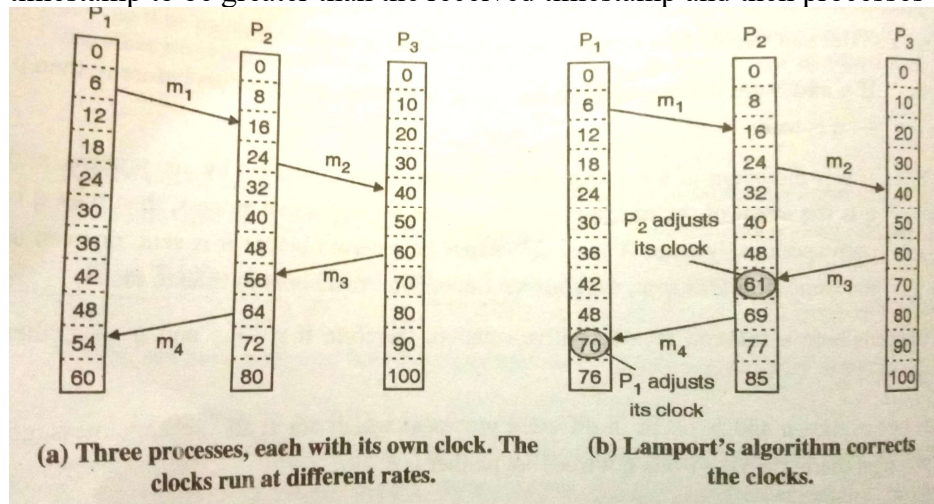 timestamp to be greater than the received timestamp and then processes
P1 P2 P3
0 0 0
6 m1 8 10
12 16 20
18 24 m2 30
24 32 40
30 40 50
36 48 60
42 56 m3 70
48 64 80
54 m4 72 90
60 80 100
(a) Three processes, each with its own clock. The
clocks run at different rates.
P1 P2 P3
0 0 0
6 m1 8 10
12 16 20
18 24 m2 30
24 32 40
30 P2 adjusts 40 50
36 its clock 48 60
42 61 m3 70
48 69 80
70 m4 77 90
76 P1 adjusts 85 100
its clock
(b) Lamport's algorithm corrects
the clocks.